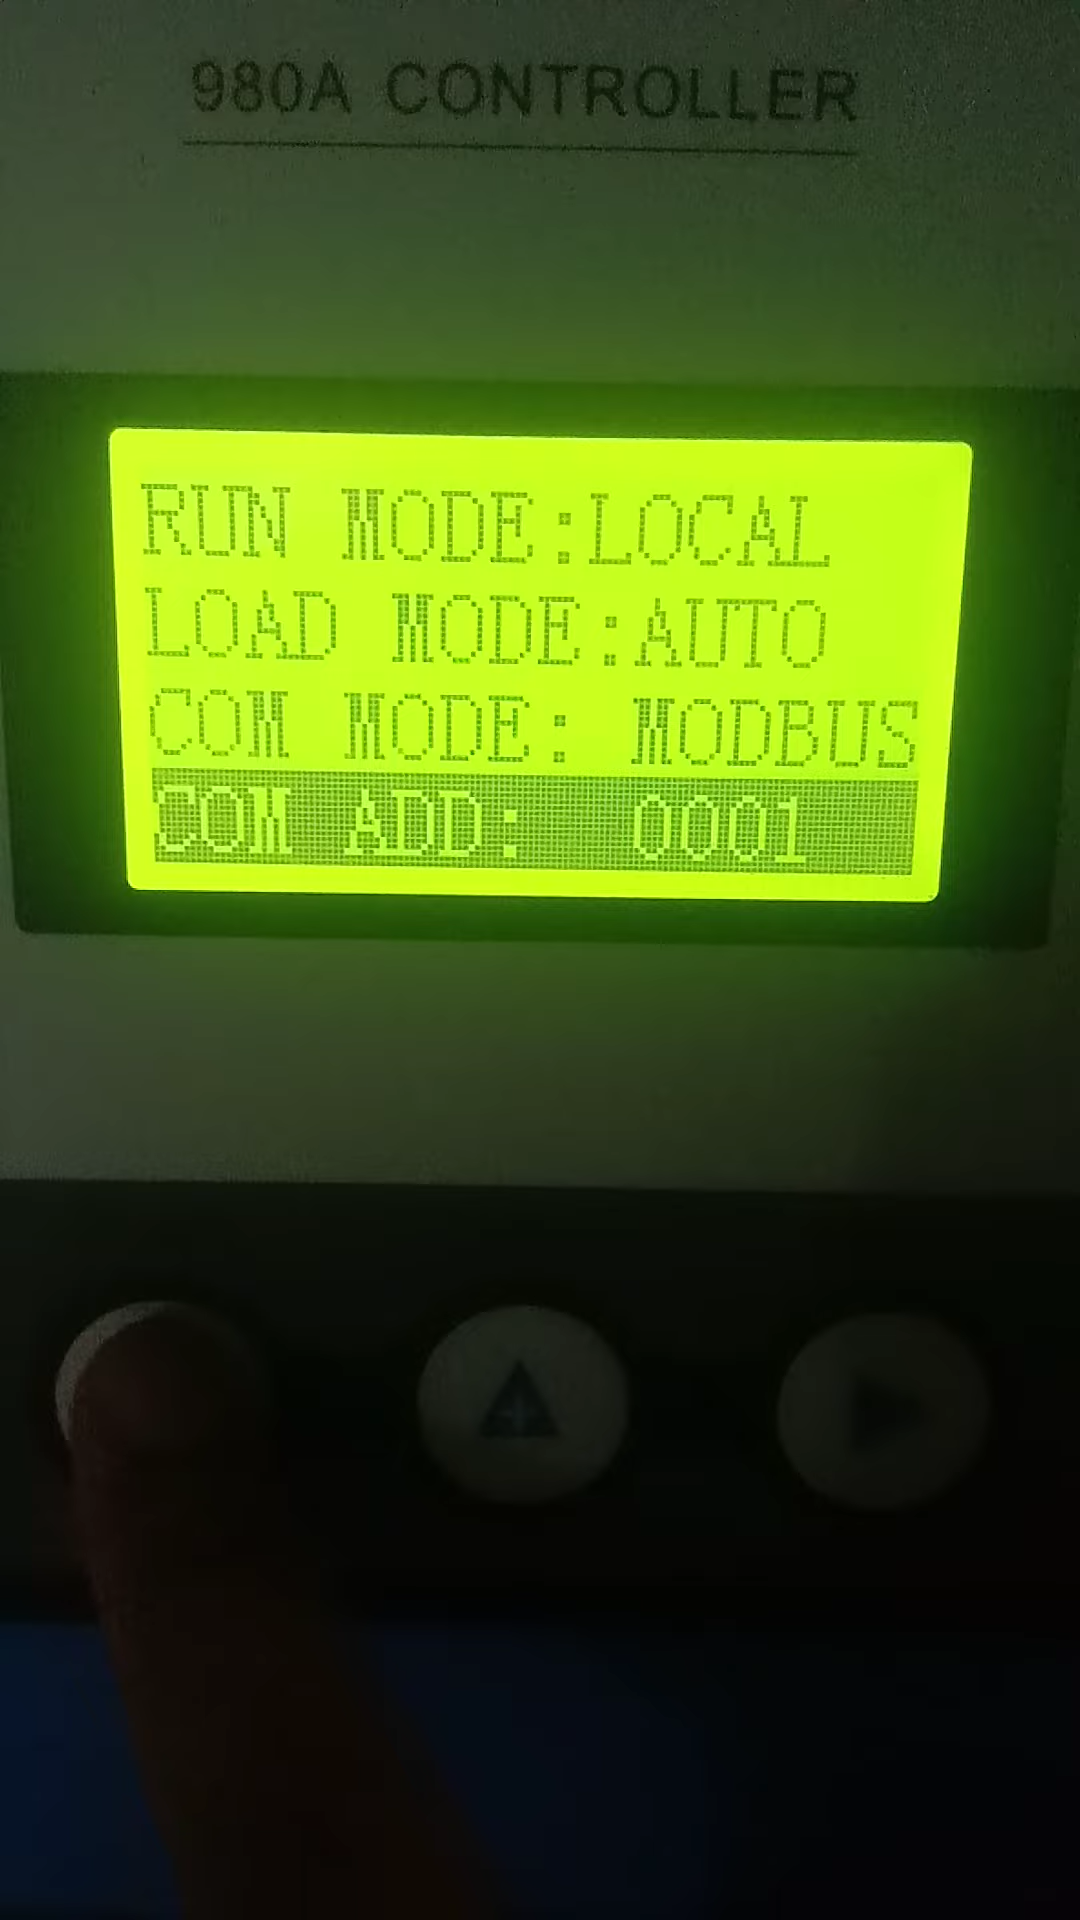 980A CONTROLLER
RUN MODE:LOCAL
LOAD MODE:AUTO
COM MODE: MODBUS
COM ADD: 0001